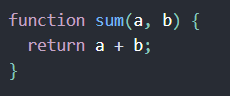 function sum(a, b) {
  return a + b;
}